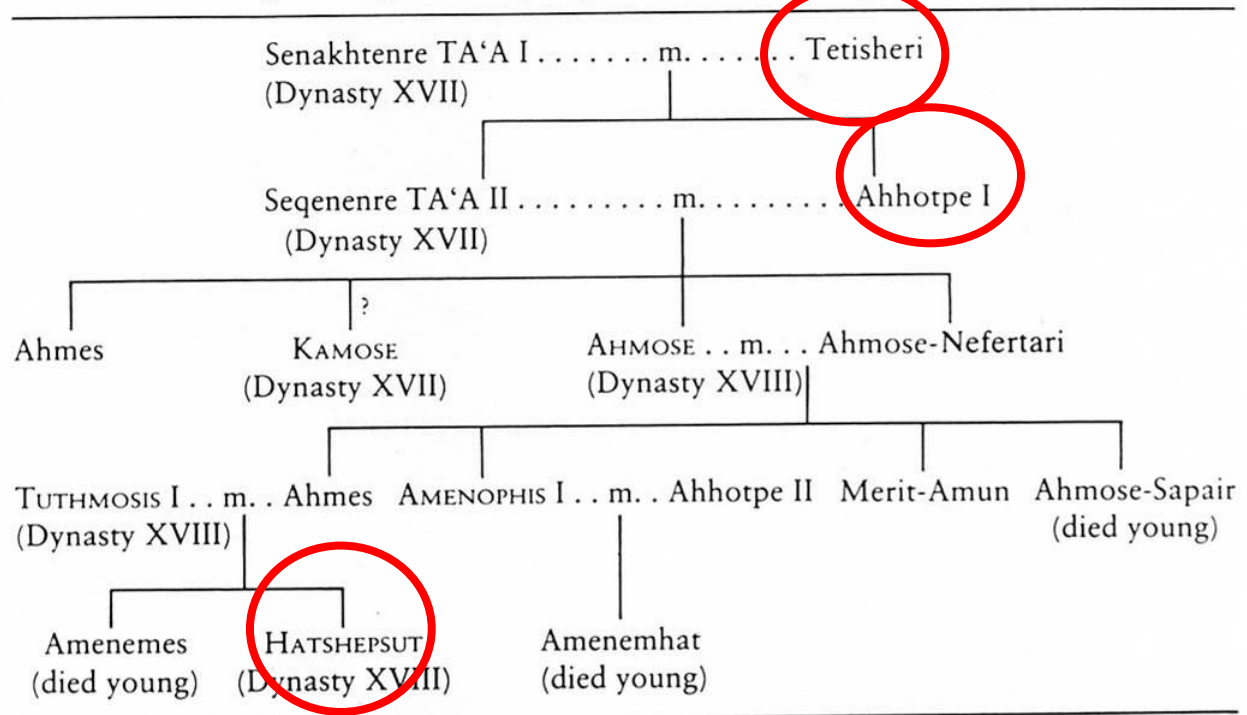 Senakhtenre TA‘A I . . . . . . . m. . . . . . . Tetisheri
(Dynasty XVII)
Seqenenre TA‘A II . . . . . . . . . m. . . . . . . . . Ahhotpe I
(Dynasty XVII)
?
Ahmes KAMOSE AHMOSE . . m. . . Ahmose-Nefertari
(Dynasty XVII) (Dynasty XVIII)
TUTHMOSIS I . . m. . Ahmes AMENOPHIS I . . m. . Ahhotpe II Merit-Amun Ahmose-Sapair
(Dynasty XVIII) (died young)
Amenemes HATSHEPSUT Amenemhat
(died young) (Dynasty XVIII) (died young)